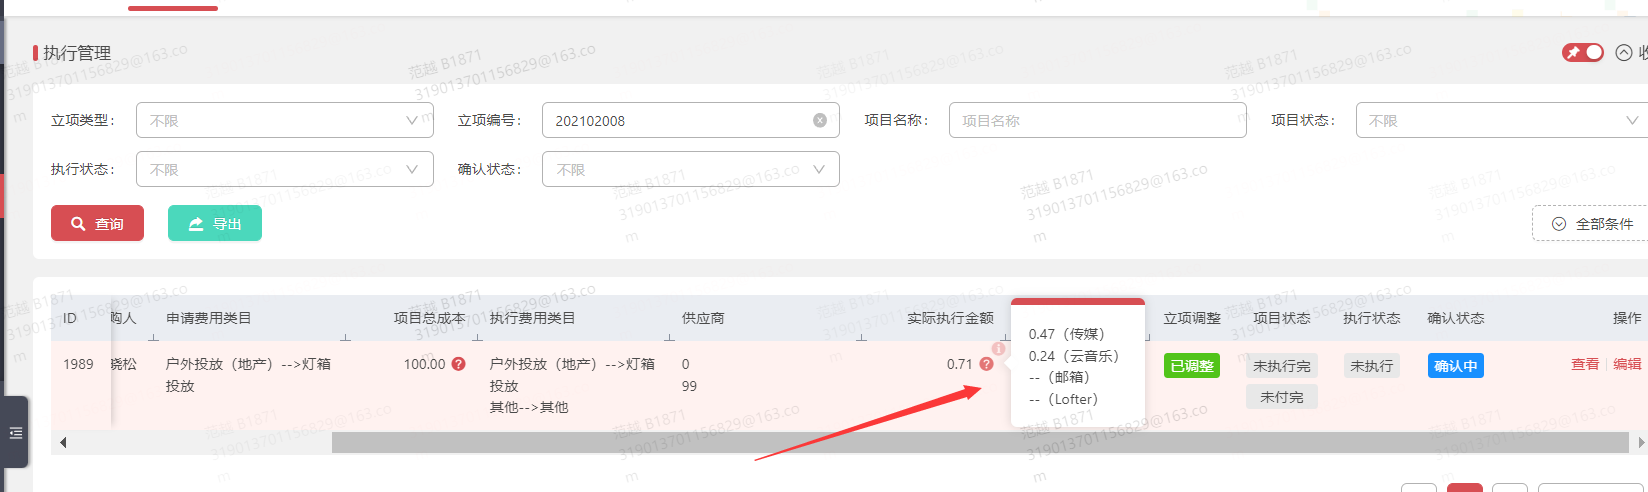 执行管理
收
立项类型：
不限
立项编号：
202102008
项目名称：
项目名称
项目状态：
不限
执行状态：
不限
确认状态：
不限
查询
导出
全部条件
ID
购人
申请费用类目
项目总成本
执行费用类目
供应商
实际执行金额
立项调整
项目状态
执行状态
确认状态
操作
1989
晓松
户外投放（地产）-->灯箱
投放
100.00
户外投放（地产）-->灯箱
投放
其他-->其他
0
99
0.71
0.47（传媒）
0.24（云音乐）
--（邮箱）
--（Lofter）
已调整
未执行完
未付完
未执行
确认中
查看
编辑
范越 B1871
319013701156829@163.co
m